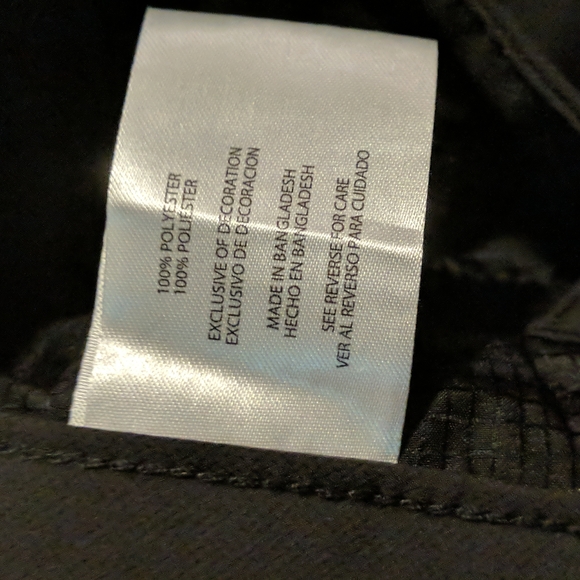 100% POLYESTER
100% POLIESTER
EXCLUSIVE OF DECORATION
EXCLUSIVO DE DECORACION
MADE IN BANGLADESH
HECHO EN BANGLADESH
SEE REVERSE FOR CARE
VER AL REVERSO PARA CUIDADO